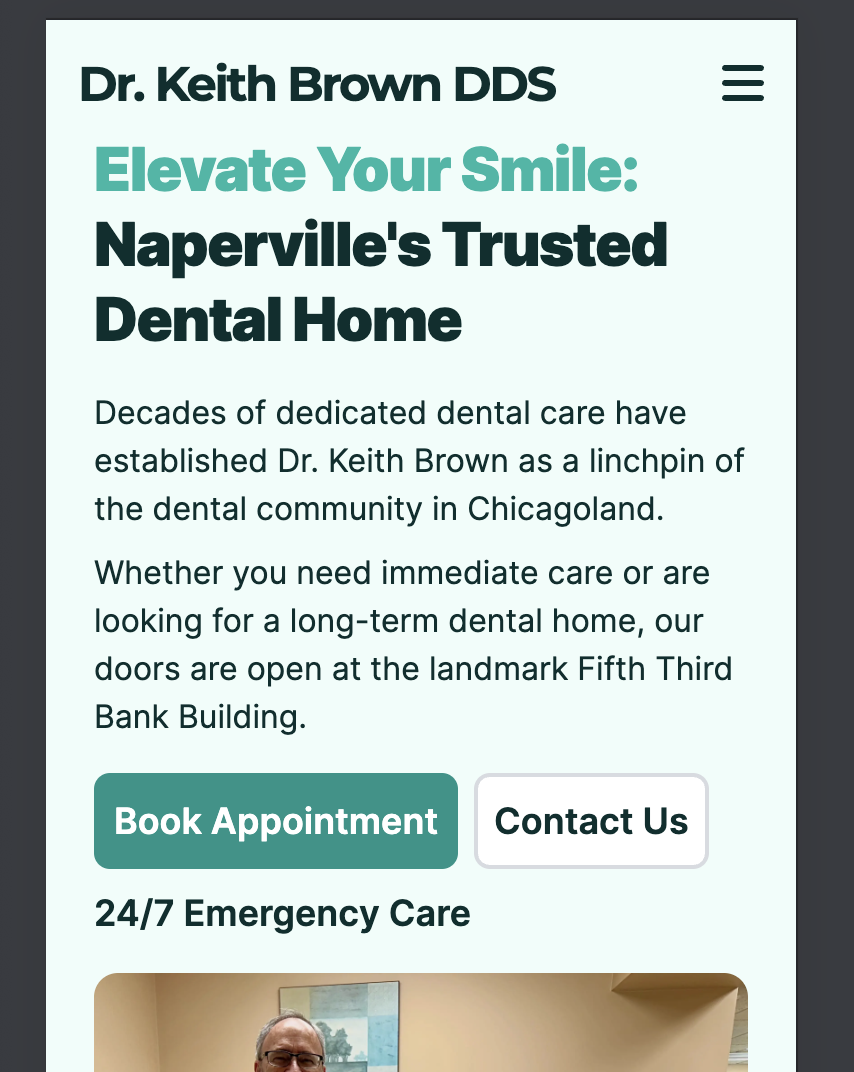 Dr. Keith Brown DDS
Elevate Your Smile:
Naperville's Trusted
Dental Home
Decades of dedicated dental care have
established Dr. Keith Brown as a linchpin of
the dental community in Chicagoland.
Whether you need immediate care or are
looking for a long-term dental home, our
doors are open at the landmark Fifth Third
Bank Building.
Book Appointment
Contact Us
24/7 Emergency Care